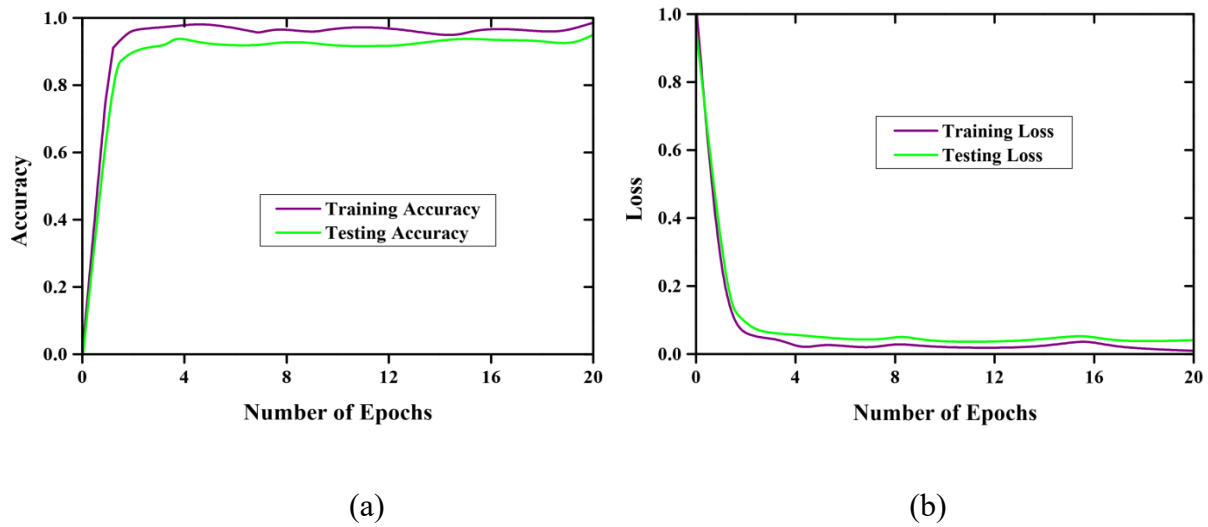 1.0
0.8
0.6
0.4
0.2
0.0
Accuracy
Training Accuracy
Testing Accuracy
0 4 8 12 16 20
Number of Epochs
(a)
1.0
0.8
0.6
0.4
0.2
0.0
Loss
Training Loss
Testing Loss
0 4 8 12 16 20
Number of Epochs
(b)